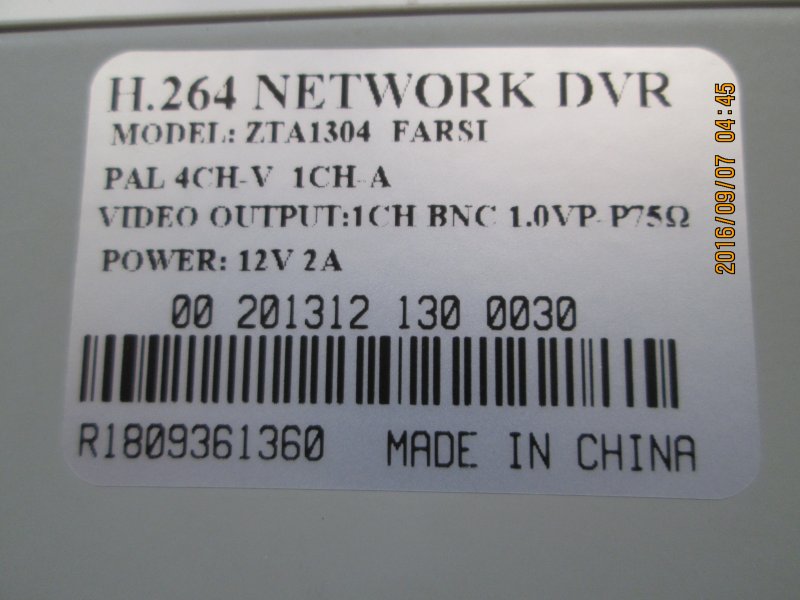 H.264 NETWORK DVR
MODEL: ZTA1304 FARSI
PAL 4CH-V 1CH-A
VIDEO OUTPUT:1CH BNC 1.0VP-P75Ω
POWER: 12V 2A
00 201312 130 0030
R1809361360 MADE IN CHINA
2016/09/07 04:45